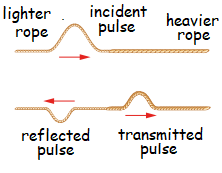 lighter
rope
incident
pulse
heavier
rope
reflected
pulse
transmitted
pulse